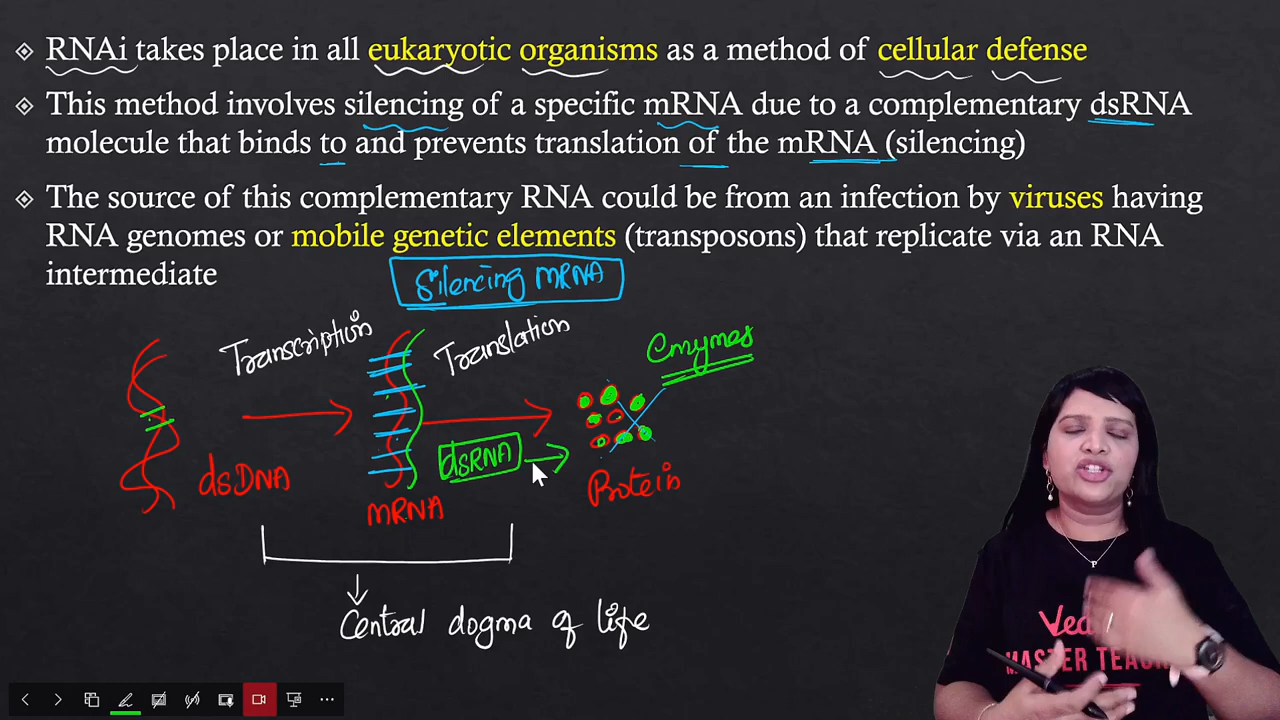 RNAi takes place in all eukaryotic organisms as a method of cellular defense
This method involves silencing of a specific mRNA due to a complementary dsRNA
molecule that binds to and prevents translation of the mRNA (silencing)
The source of this complementary RNA could be from an infection by viruses having
RNA genomes or mobile genetic elements (transposons) that replicate via an RNA
intermediate
Silencing mRNA
Transcription
Translation
Enzymes
dsDNA
dsRNA
mRNA
Protein
Central dogma of life
P
MASTER